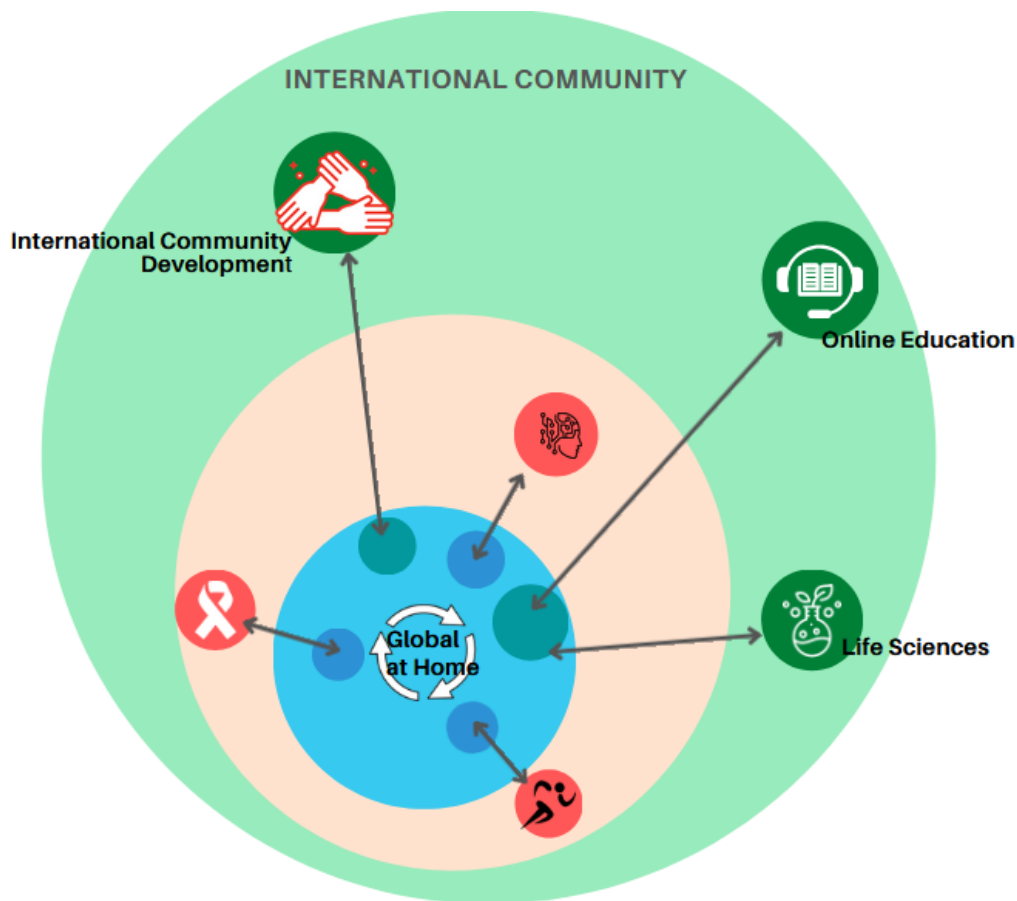 INTERNATIONAL COMMUNITY
International Community
Development
Online Education
Global
at Home
Life Sciences